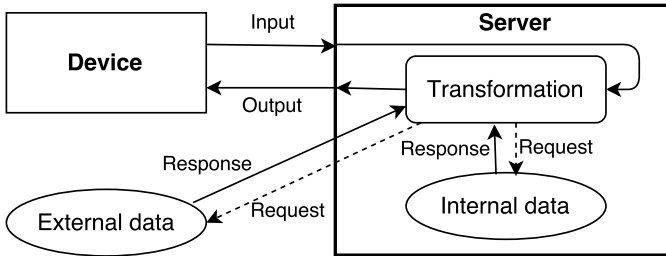 Input
Server
Device
Transformation
Output
Response
Request
Response
Request
External data
Internal data